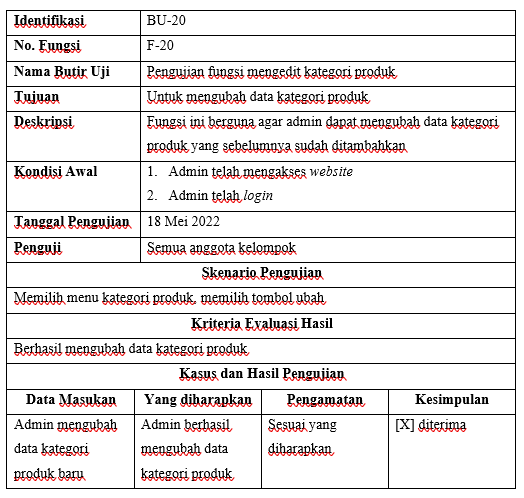 Identifikasi BU-20
No. Fungsi F-20
Nama Butir Uji Pengujian fungsi mengedit kategori produk
Tujuan Untuk mengubah data kategori produk
Deskripsi Fungsi ini berguna agar admin dapat mengubah data kategori
produk yang sebelumnya sudah ditambahkan
Kondisi Awal 1. Admin telah mengakses website
2. Admin telah login
Tanggal Pengujian 18 Mei 2022
Penguji Semua anggota kelompok
Skenario Pengujian
Memilih menu kategori produk, memilih tombol ubah
Kriteria Evaluasi Hasil
Berhasil mengubah data kategori produk
Kasus dan Hasil Pengujian
Data Masukan Yang diharapkan Pengamatan Kesimpulan
Admin mengubah Admin berhasil Sesuai yang [X] diterima
data kategori mengubah data diharapkan
produk baru kategori produk